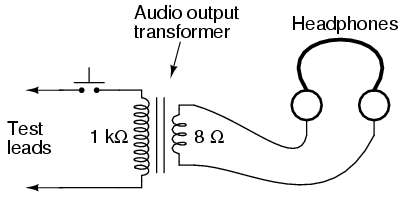 Audio output
transformer
Headphones
Test
leads
1 kΩ
8 Ω